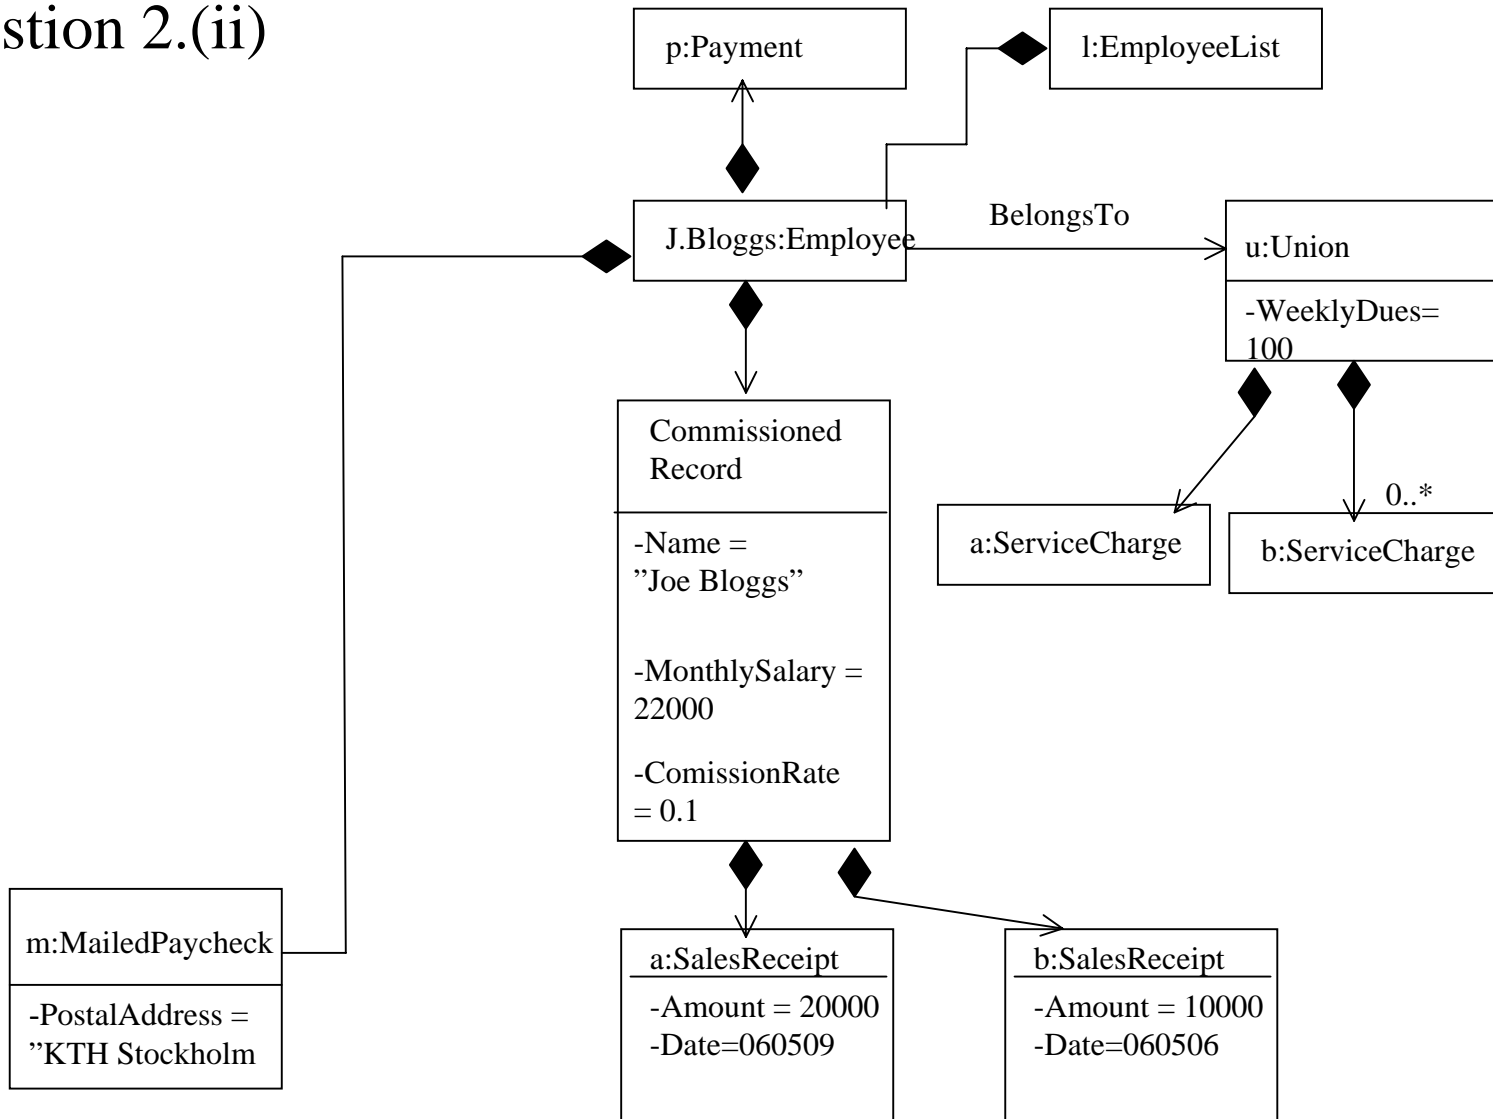 stion 2.(ii)
p:Payment
l:EmployeeList
J.Bloggs:Employee
BelongsTo
u:Union
-WeeklyDues=
100
Commissioned
Record
-Name =
”Joe Bloggs”
-MonthlySalary =
22000
-ComissionRate
= 0.1
a:ServiceCharge
0..*
b:ServiceCharge
m:MailedPaycheck
-PostalAddress =
”KTH Stockholm
a:SalesReceipt
-Amount = 20000
-Date=060509
b:SalesReceipt
-Amount = 10000
-Date=060506